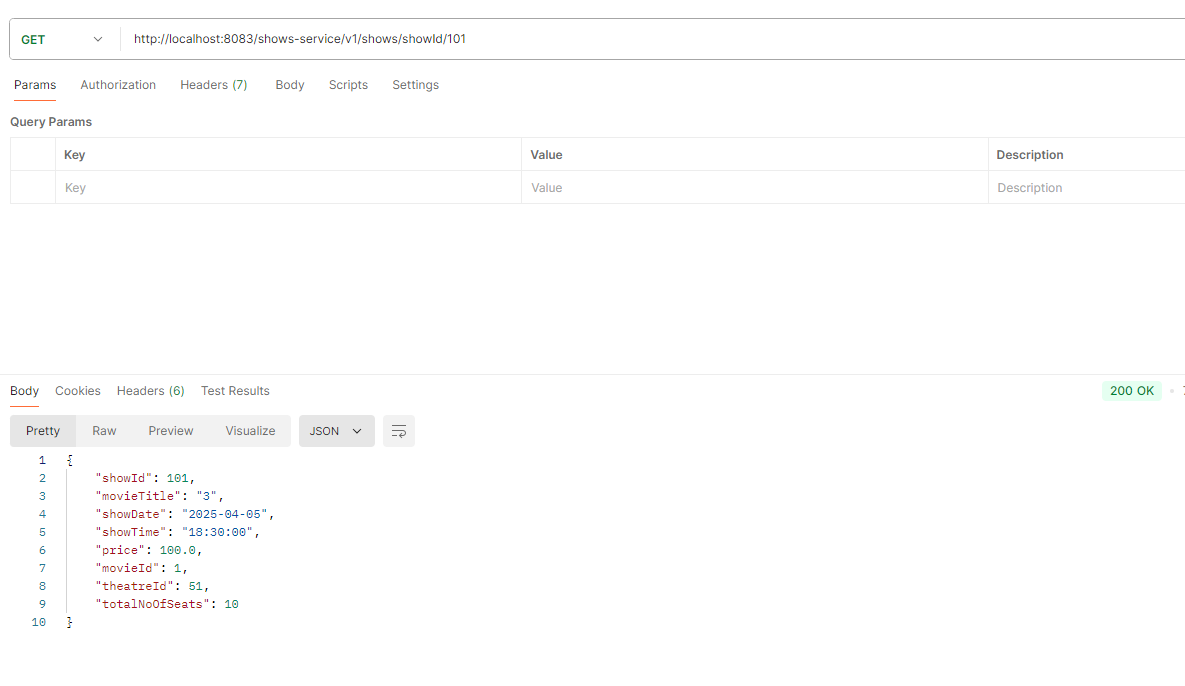 GET http://localhost:8083/shows-service/v1/shows/showId/101
Params Authorization Headers (7) Body Scripts Settings
Query Params
Key Value Description
Key Value Description
Body Cookies Headers (6) Test Results 200 OK
Pretty Raw Preview Visualize JSON
1 {
2 "showId": 101,
3 "movieTitle": "3",
4 "showDate": "2025-04-05",
5 "showTime": "18:30:00",
6 "price": 100.0,
7 "movieId": 1,
8 "theatreId": 51,
9 "totalNoOfSeats": 10
10 }